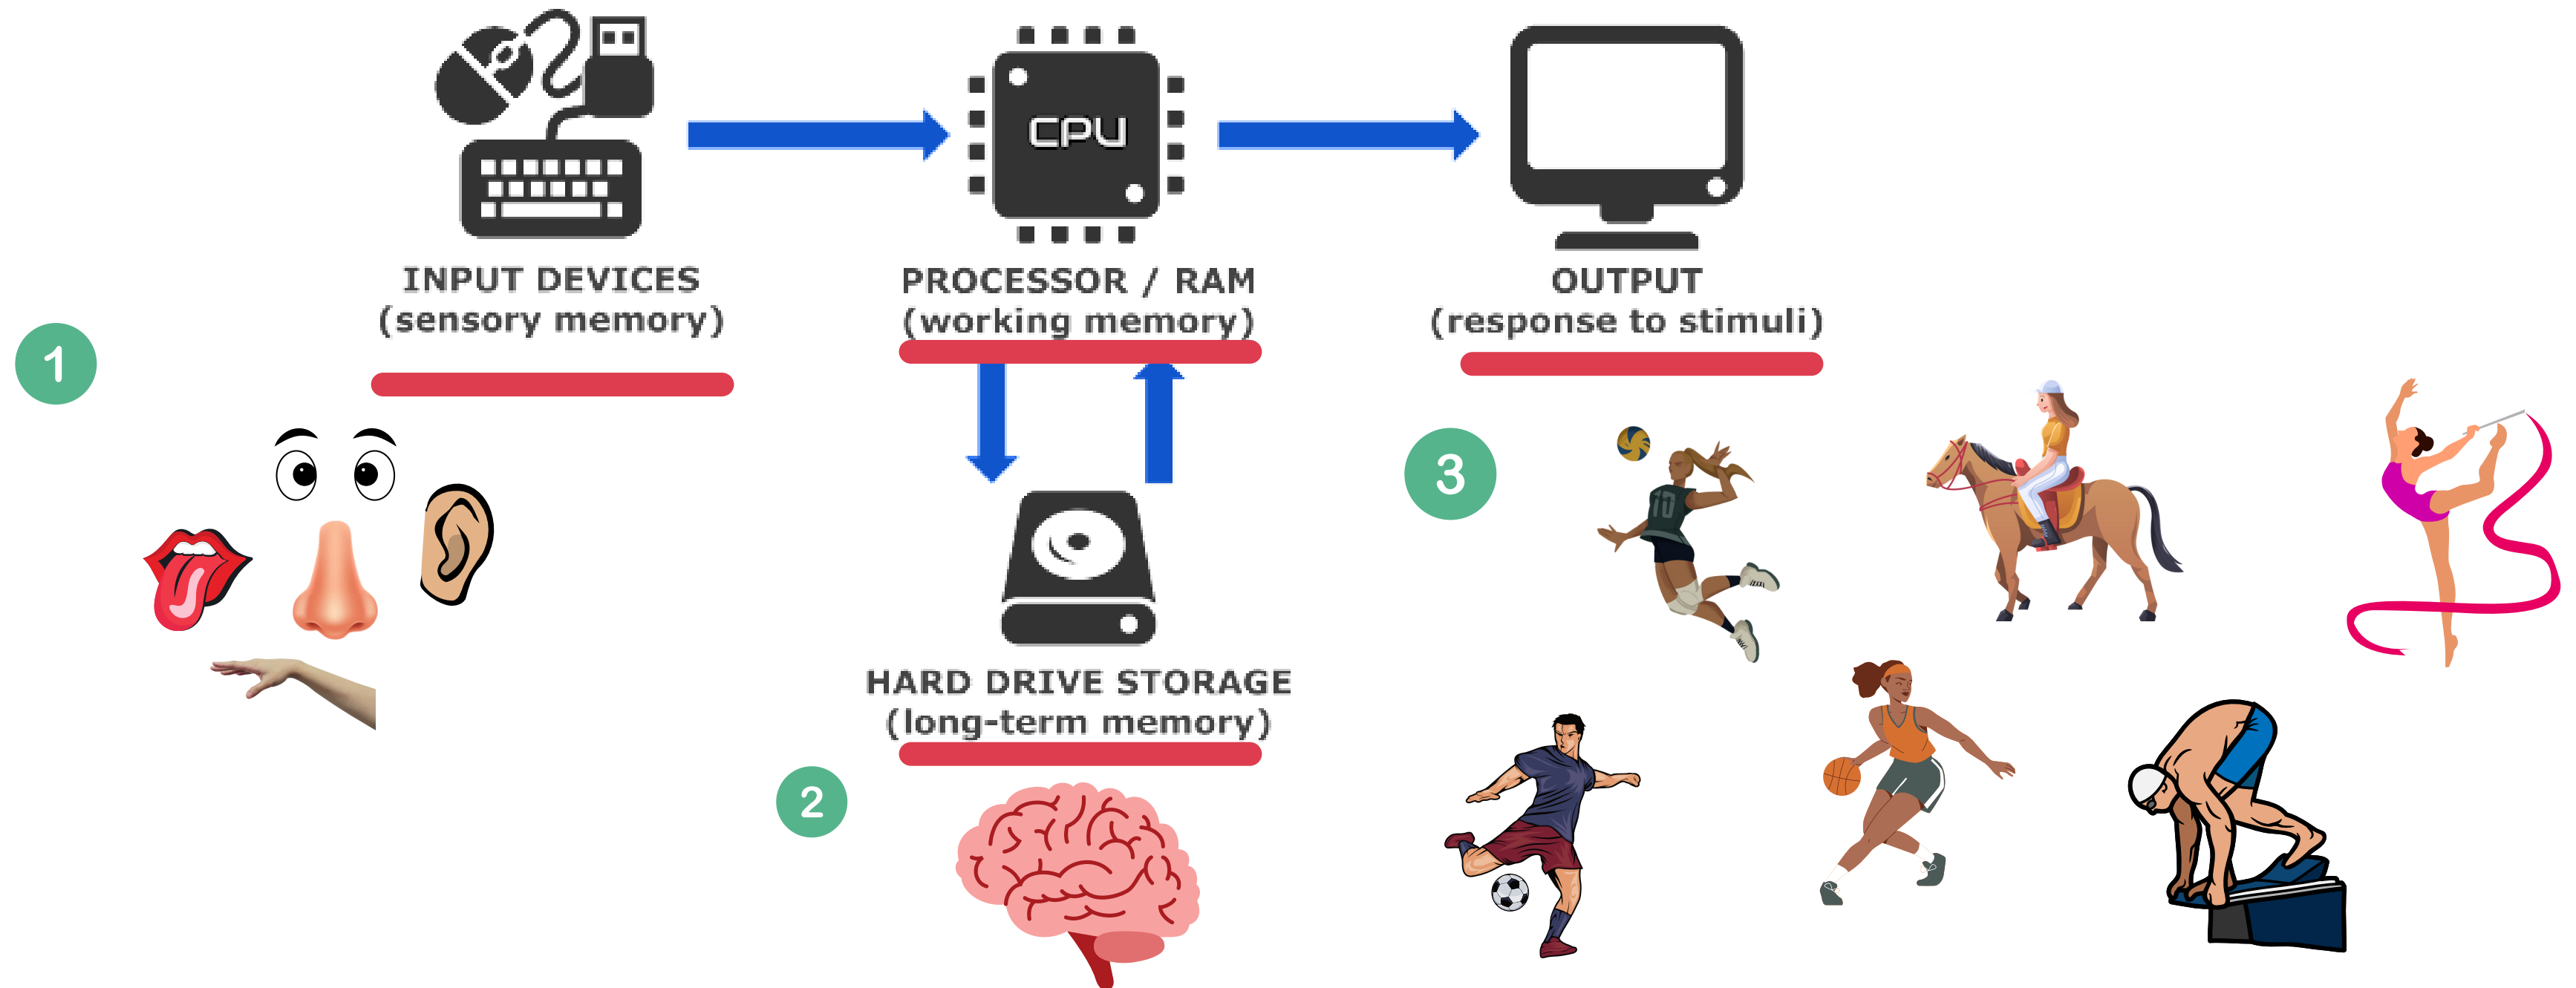 CPU
INPUT DEVICES
(sensory memory)
PROCESSOR / RAM
(working memory)
OUTPUT
(response to stimuli)
1
3
10
HARD DRIVE STORAGE
(long-term memory)
2